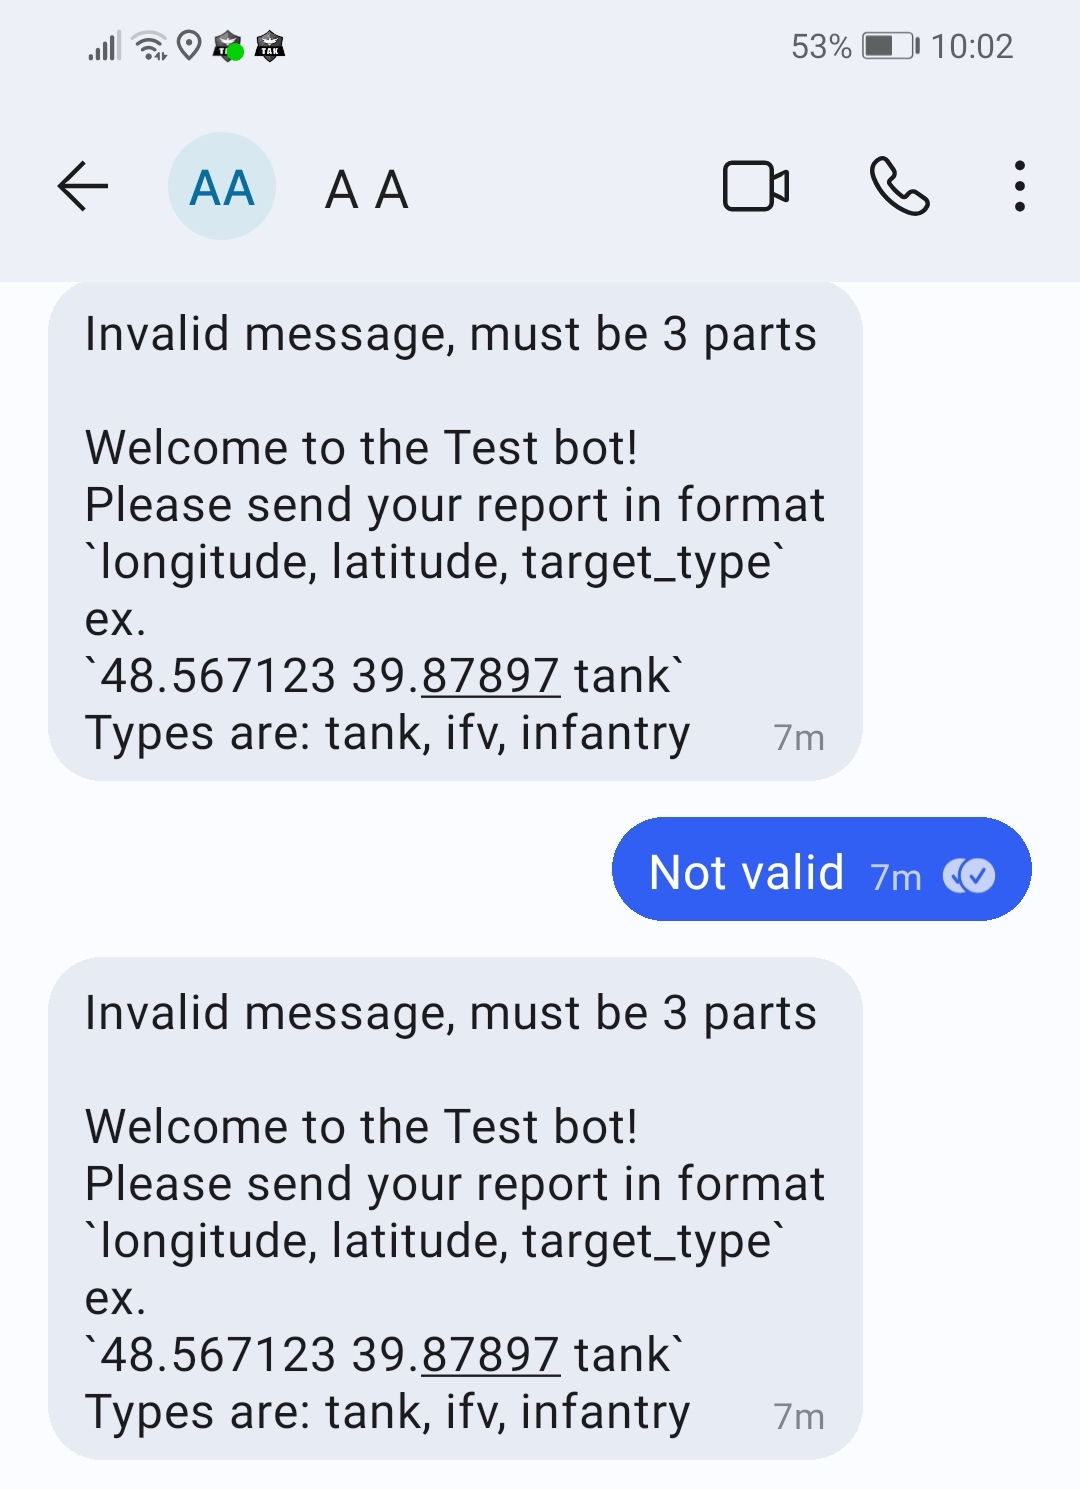 TAK
53% 10:02
AA A A
Invalid message, must be 3 parts
Welcome to the Test bot!
Please send your report in format
`longitude, latitude, target_type`
ex.
`48.567123 39.87897 tank`
Types are: tank, ifv, infantry 7m
Not valid 7m
Invalid message, must be 3 parts
Welcome to the Test bot!
Please send your report in format
`longitude, latitude, target_type`
ex.
`48.567123 39.87897 tank`
Types are: tank, ifv, infantry 7m